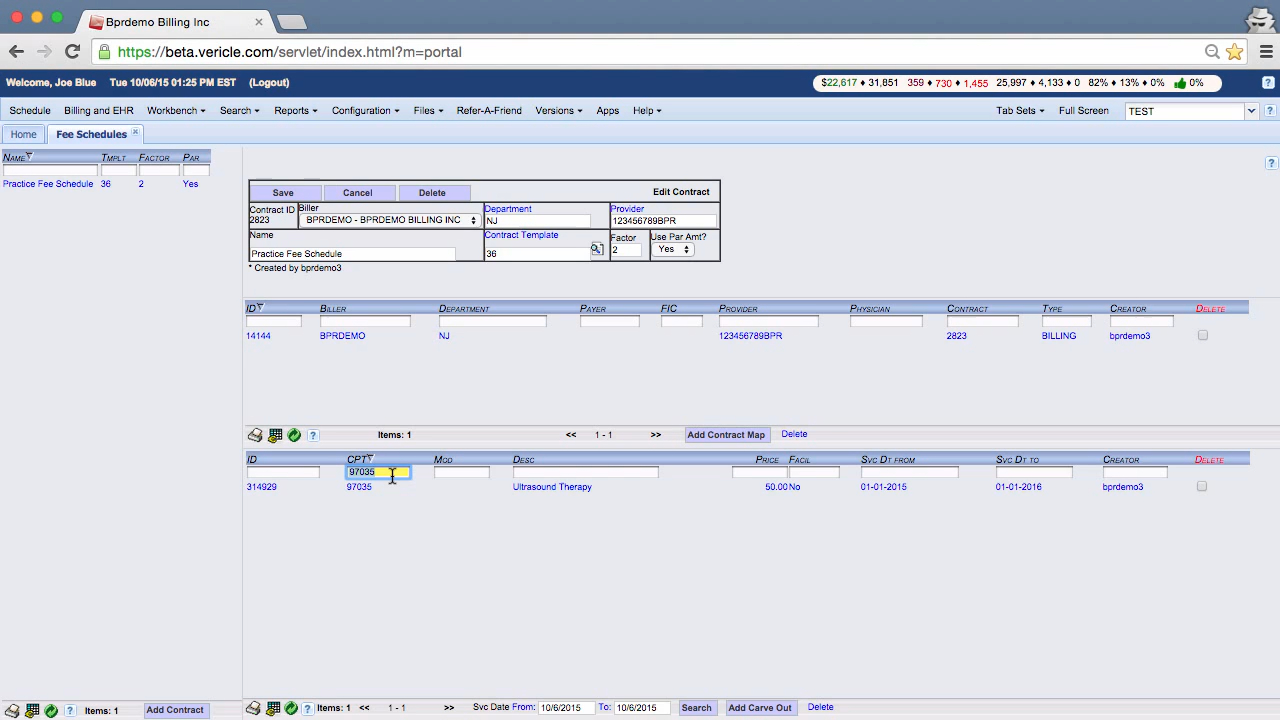 Bprdemo Billing Inc
https://beta.vericle.com/servlet/index.html?m=portal
Welcome, Joe Blue Tue 10/06/15 01:25 PM EST (Logout) $22,617 ♦ 31,851 359 ♦ 730 ♦ 1,455 25,997 ♦ 4,133 ♦ 0 82% ♦ 13% ♦ 0% 0% ?
Schedule Billing and EHR Workbench Search Reports Configuration Files Refer-A-Friend Versions Apps Help Tab Sets Full Screen TEST ?
Home Fee Schedules
NAME TMPLT FACTOR PAR
Practice Fee Schedule 36 2 Yes
?
Save Cancel Delete Edit Contract
Contract ID Biller Department Provider
2823 BPRDEMO - BPRDEMO BILLING INC NJ 123456789BPR
Name Contract Template Factor Use Par Amt?
Practice Fee Schedule 36 2 Yes
* Created by bprdemo3
ID BILLER DEPARTMENT PAYER FIC PROVIDER PHYSICIAN CONTRACT TYPE CREATOR DELETE
14144 BPRDEMO NJ 123456789BPR 2823 BILLING bprdemo3
? Items: 1 << 1 - 1 >> Add Contract Map Delete
ID CPT MOD DESC PRICE FACIL SVC DT FROM SVC DT TO CREATOR DELETE
97035
314929 97035 Ultrasound Therapy 50.00 No 01-01-2015 01-01-2016 bprdemo3
? Items: 1 Add Contract ? Items: 1 << 1 - 1 >> Svc Date From: 10/6/2015 To: 10/6/2015 Search Add Carve Out Delete